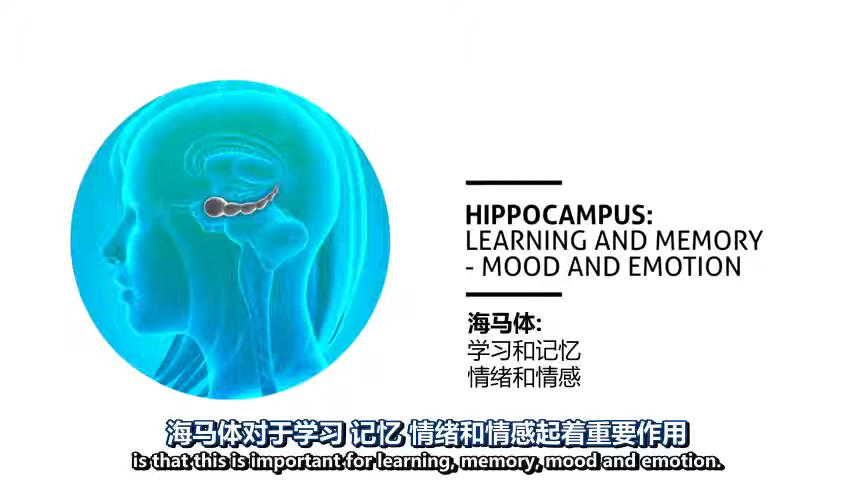 HIPPOCAMPUS:
LEARNING AND MEMORY
- MOOD AND EMOTION
海马体:
学习和记忆
情绪和情感
海马体对于学习 记忆 情绪和情感起着重要作用
is that this is important for learning, memory, mood and emotion.